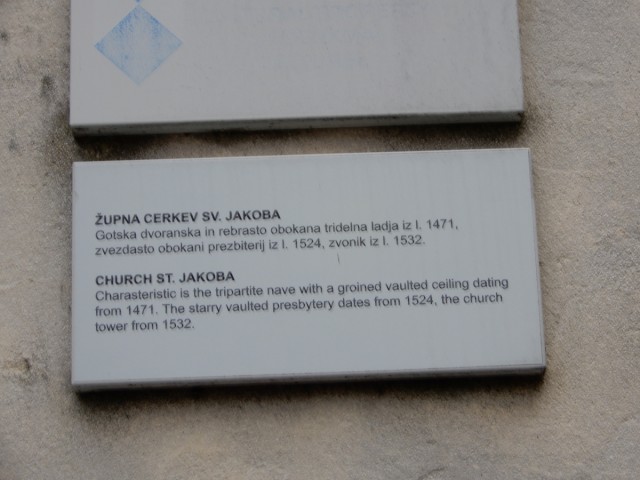 ŽUPNA CERKEV SV. JAKOBA
Gotska dvoranska in rebrasto obokana tridelna ladja iz l. 1471,
zvezdasto obokani prezbiterij iz l. 1524, zvonik iz l. 1532.
CHURCH ST. JAKOBA
Charasteristic is the tripartite nave with a groined vaulted ceiling dating
from 1471. The starry vaulted presbytery dates from 1524, the church
tower from 1532.